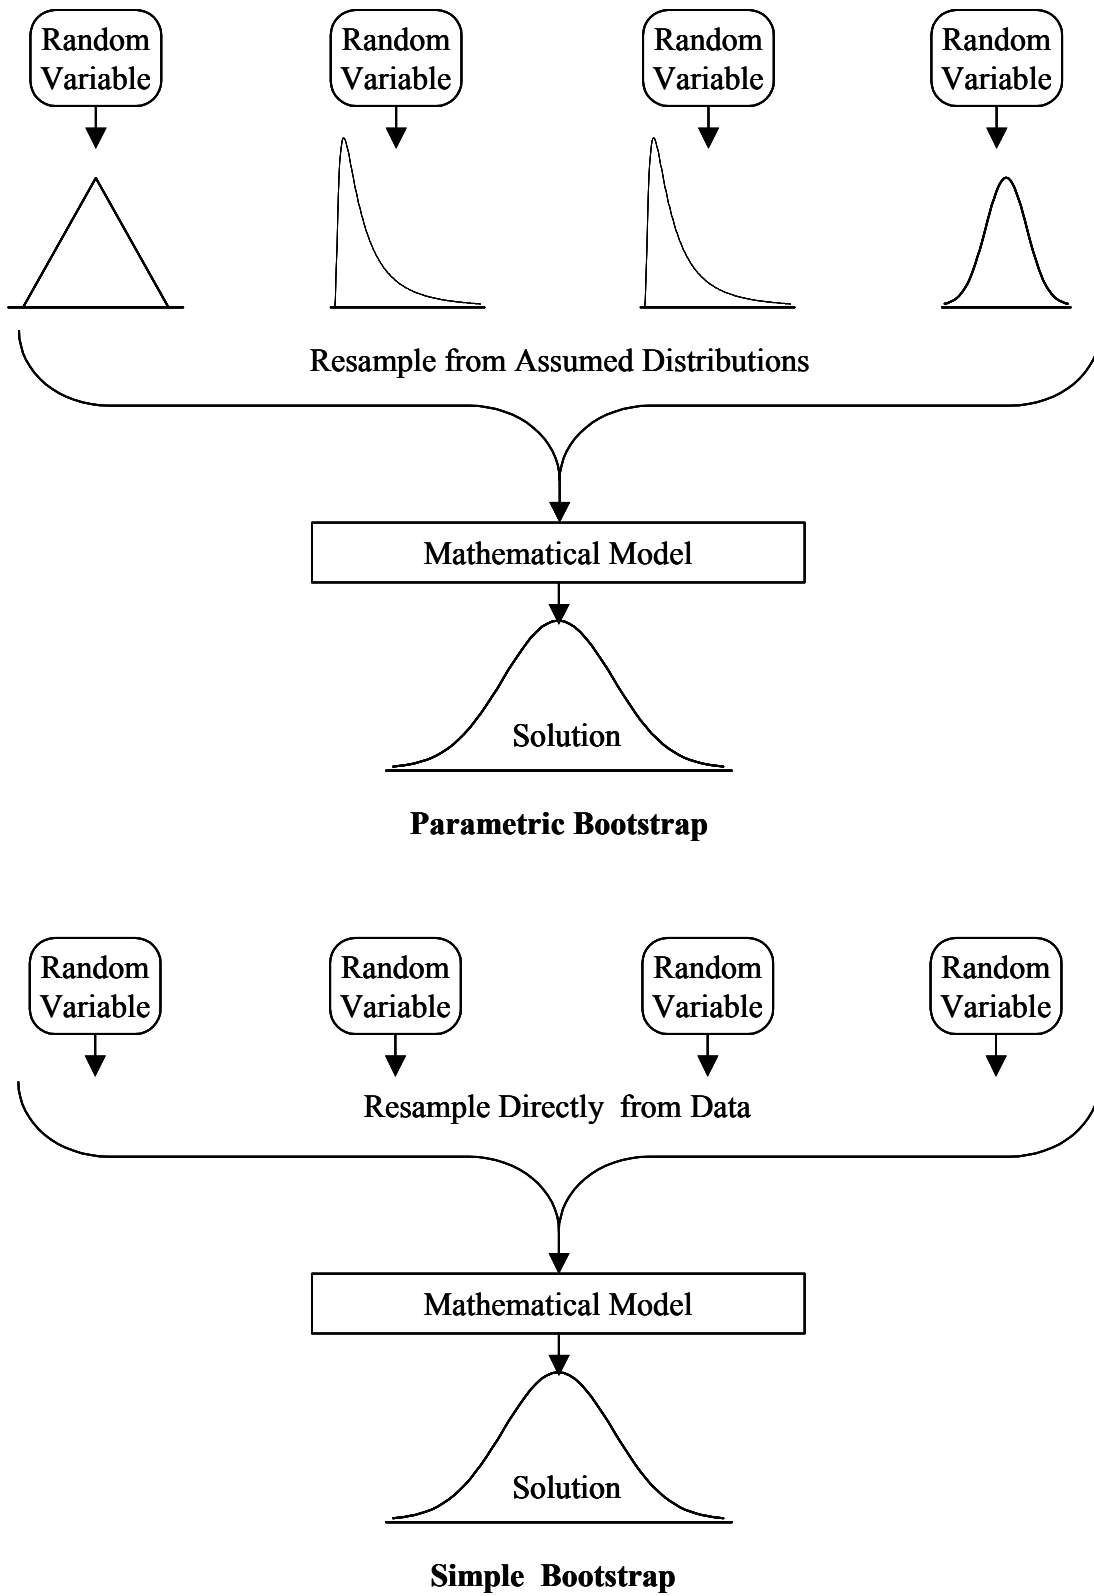 Random
Variable
Random
Variable
Random
Variable
Random
Variable
Resample from Assumed Distributions
Mathematical Model
Solution
Parametric Bootstrap
Random
Variable
Random
Variable
Random
Variable
Random
Variable
Resample Directly from Data
Mathematical Model
Solution
Simple Bootstrap